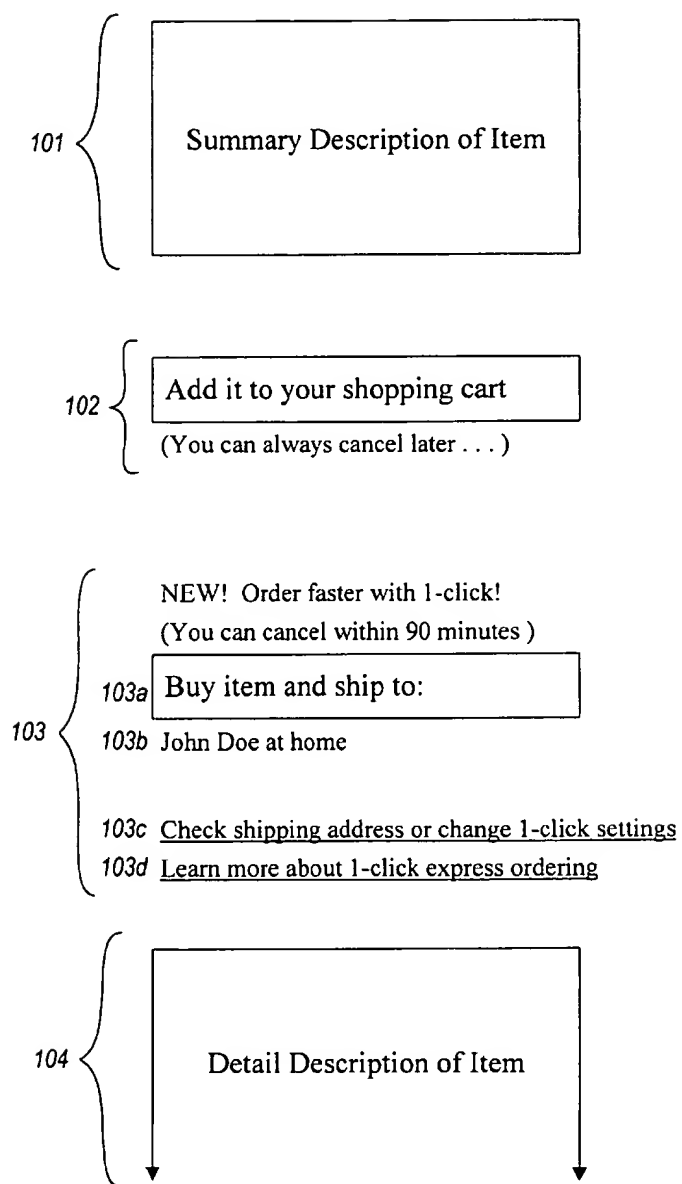 101
Summary Description of Item
102
Add it to your shopping cart
(You can always cancel later . . . )
103
NEW! Order faster with 1-click!
(You can cancel within 90 minutes )
103a Buy item and ship to:
103b John Doe at home
103c Check shipping address or change 1-click settings
103d Learn more about 1-click express ordering
104
Detail Description of Item